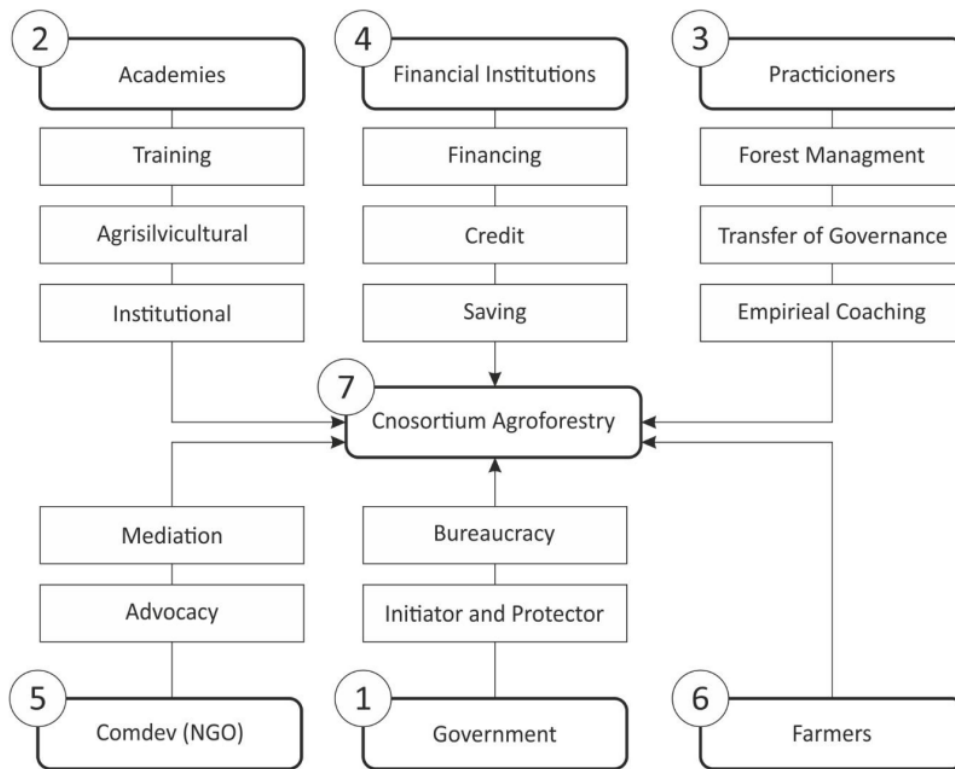 2
Academies
Training
Agrisilvicultural
Institutional
4
Financial Institutions
Financing
Credit
Saving
3
Practicioners
Forest Managment
Transfer of Governance
Empirieal Coaching
7
Cnosortium Agroforestry
Mediation
Advocacy
5
Comdev (NGO)
Bureaucracy
Initiator and Protector
1
Government
6
Farmers